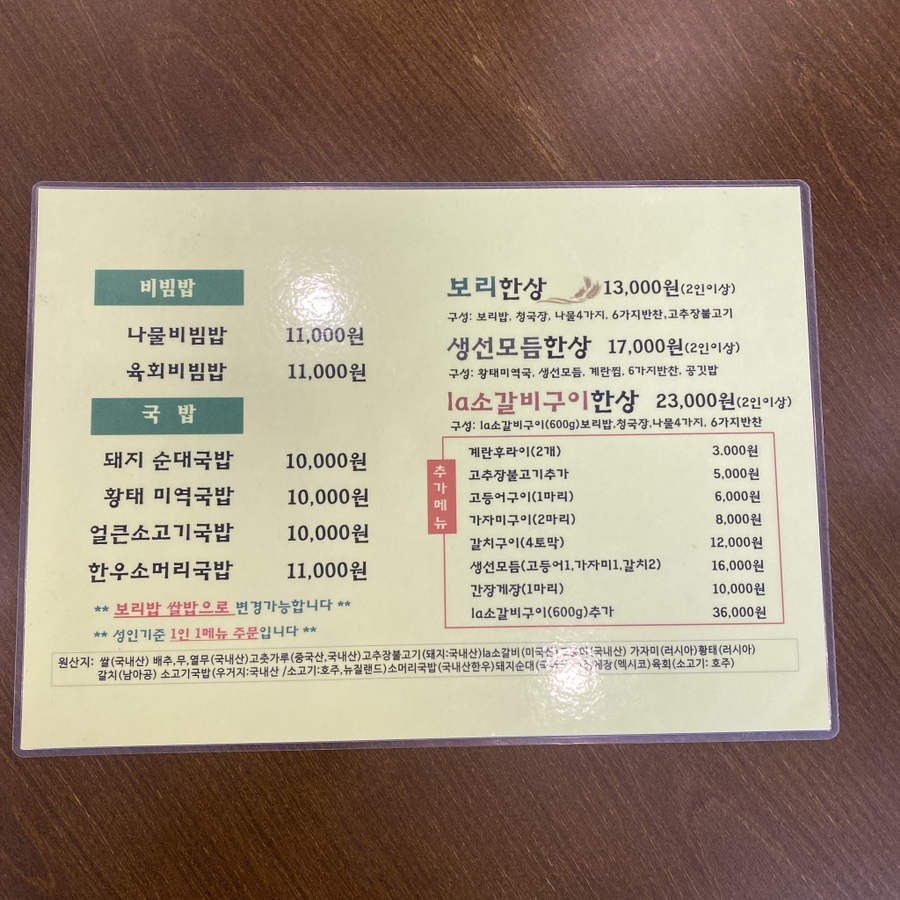 비빔밥
나물비빔밥 11,000원
육회비빔밥 11,000원
국 밥
돼지 순대국밥 10,000원
황태 미역국밥 10,000원
얼큰소고기국밥 10,000원
한우소머리국밥 11,000원
** 보리밥 쌀밥으로 변경가능합니다 **
** 성인기준 1인 1메뉴 주문입니다 **
보리한상 13,000원(2인이상)
구성: 보리밥, 청국장, 나물4가지, 6가지반찬,고추장불고기
생선모듬한상 17,000원(2인이상)
구성: 황태미역국, 생선모듬, 계란찜, 6가지반찬, 공깃밥
la소갈비구이한상 23,000원(2인이상)
구성: la소갈비구이(600g)보리밥,청국장,나물4가지, 6가지반찬
추가메뉴
계란후라이(2개) 3.000원
고추장불고기추가 5,000원
고등어구이(1마리) 6,000원
가자미구이(2마리) 8,000원
갈치구이(4토막) 12,000원
생선모듬(고등어1,가자미1,갈치2) 16,000원
간장게장(1마리) 10,000원
la소갈비구이(600g)추가 36,000원
원산지: 쌀(국내산) 배추,무,열무(국내산)고춧가루(중국산,국내산)고추장불고기(돼지:국내산)la소갈비(미국산)(국내산) 가자미(러시아)황태(러시아)
갈치(남아공) 소고기국밥(우거지:국내산 /소고기:호주,뉴질랜드)소머리국밥(국내산한우)돼지순대(멕시코)육회(소고기: 호주)